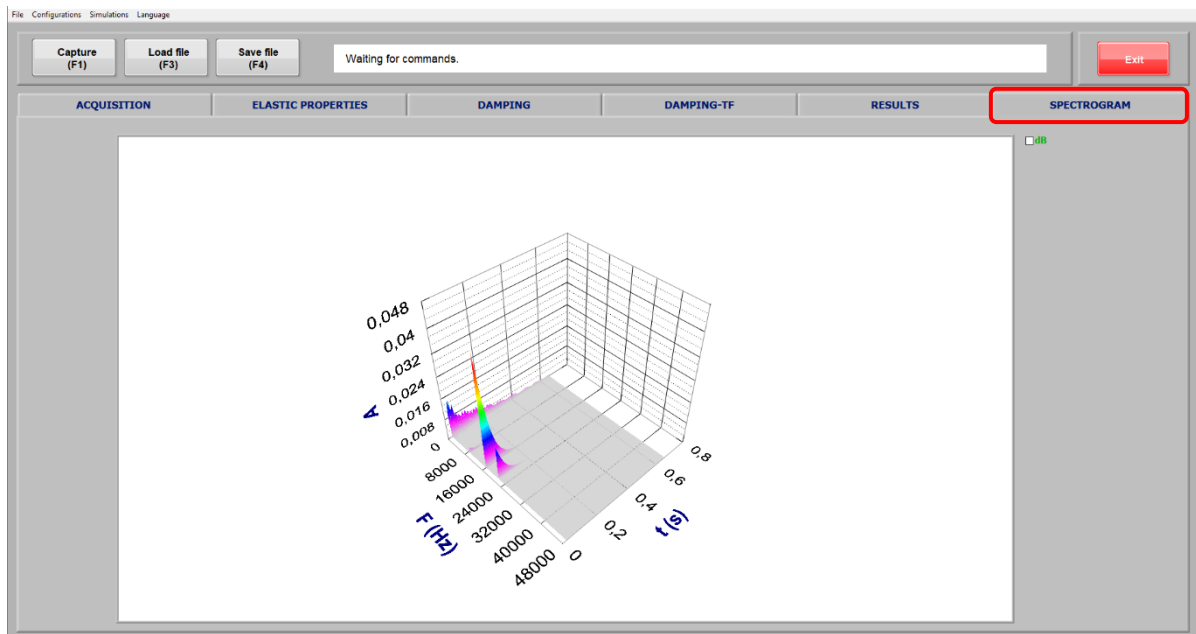 File Configurations Simulations Language
Capture (F1)
Load file (F3)
Save file (F4)
Waiting for commands.
Exit
ACQUISITION
ELASTIC PROPERTIES
DAMPING
DAMPING-TF
RESULTS
SPECTROGRAM
dB
0,048
0,04
0,032
0,024
0,016
0,008
A
0
8000
16000
24000
32000
40000
48000
F (Hz)
0
0,2
0,4
0,6
0,8
t (s)